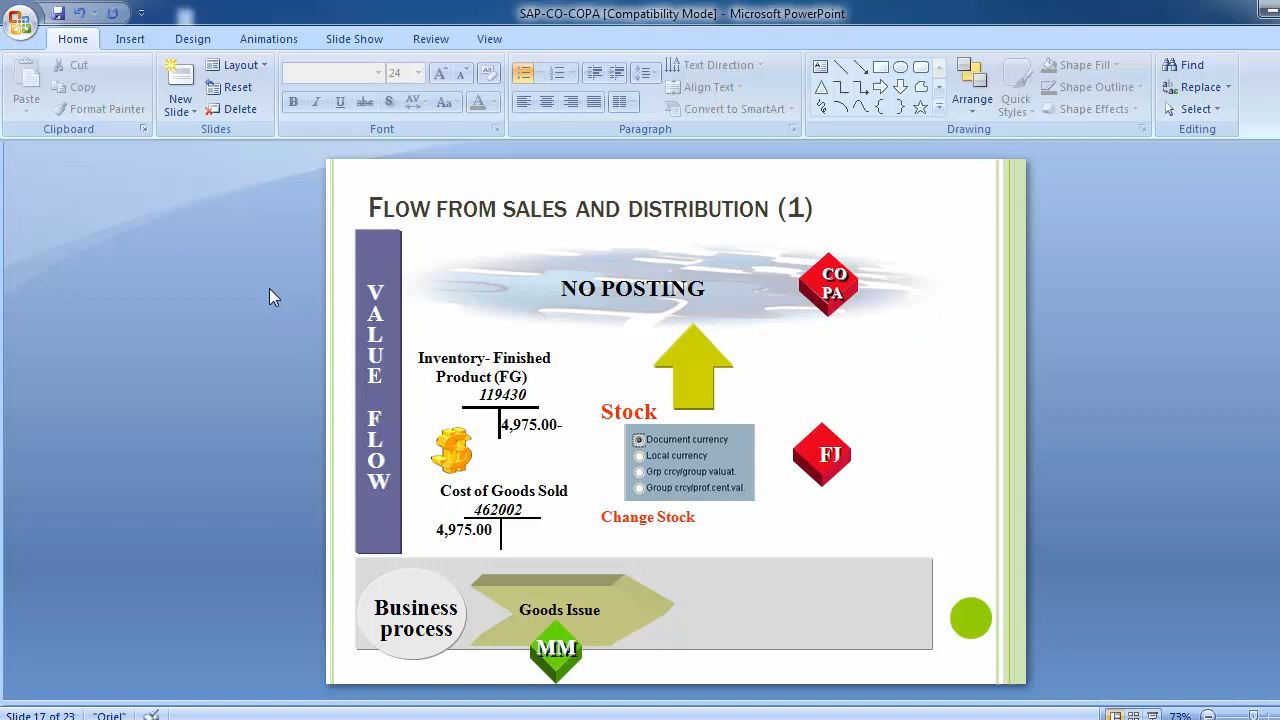 SAP-CO-COPA [Compatibility Mode] - Microsoft PowerPoint
Home Insert Design Animations Slide Show Review View
Paste
Cut
Copy
Format Painter
Clipboard
New
Slide
Layout
Reset
Delete
Slides
24
B I U abc S AV Aa A
Font
Text Direction
Align Text
Convert to SmartArt
Paragraph
Arrange
Quick
Styles
Shape Fill
Shape Outline
Shape Effects
Drawing
Find
Replace
Select
Editing
FLOW FROM SALES AND DISTRIBUTION (1)
V
A
L
U
E
F
L
O
W
NO POSTING
CO
PA
Inventory- Finished
Product (FG)
119430
4,975.00-
Stock
Document currency
Local currency
Grp crcy/group valuat.
Group crcy/prof.cent.val.
Change Stock
FI
Cost of Goods Sold
462002
4,975.00
Business
process
Goods Issue
MM
Slide 17 of 23 "Oriel" 73%